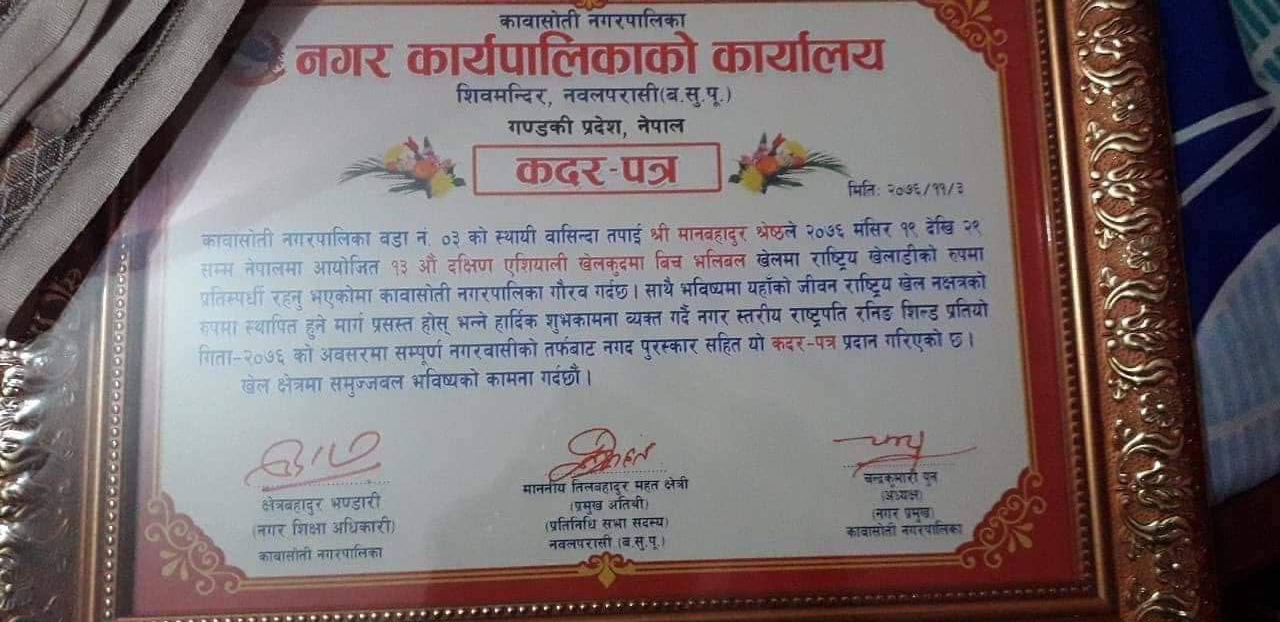 कावासोती नगरपालिका
नगर कार्यपालिकाको कार्यालय
शिवमन्दिर, नवलपरासी(ब.सु.पू.)
गण्डकी प्रदेश, नेपाल
कदर-पत्र
मिति: २०७६/११/३
कावासोती नगरपालिका वडा नं. ०३ को स्थायी वासिन्दा तपाई श्री मानबहादुर श्रेष्ठले २०७६ मंसिर १९ देखि २१
सम्म नेपालमा आयोजित १३ औ दक्षिण एशियाली खेलकुदमा बिच भलिबल खेलमा राष्ट्रिय खेलाडीको रुपमा
प्रतिस्पर्धी रहनु भएकोमा कावासोती नगरपालिका गौरव गर्दछ। साथै भविष्यमा यहाँको जीवन राष्ट्रिय खेल नक्षत्रको
रुपमा स्थापित हुने मार्ग प्रसस्त होस् भन्ने हार्दिक शुभकामना व्यक्त गर्दै नगर स्तरीय राष्ट्रपति रनिङ शिल्ड प्रतियो
गिता-२०७६ को अवसरमा सम्पूर्ण नगरवासीको तर्फबाट नगद पुरस्कार सहित यो कदर-पत्र प्रदान गरिएको छ।
खेल क्षेत्रमा समुज्जवल भविष्यको कामना गर्दछौं।
क्षेत्रबहादुर भण्डारी
(नगर शिक्षा अधिकारी)
कावासोती नगरपालिका
माननीय तिलबहादुर महत क्षेत्री
(प्रमुख अतिथी)
(प्रतिनिधि सभा सदस्य)
नवलपरासी (ब.सु.पू.)
चन्द्रकुमारी पुन
(अध्यक्ष)
(नगर प्रमुख)
कावासोती नगरपालिका